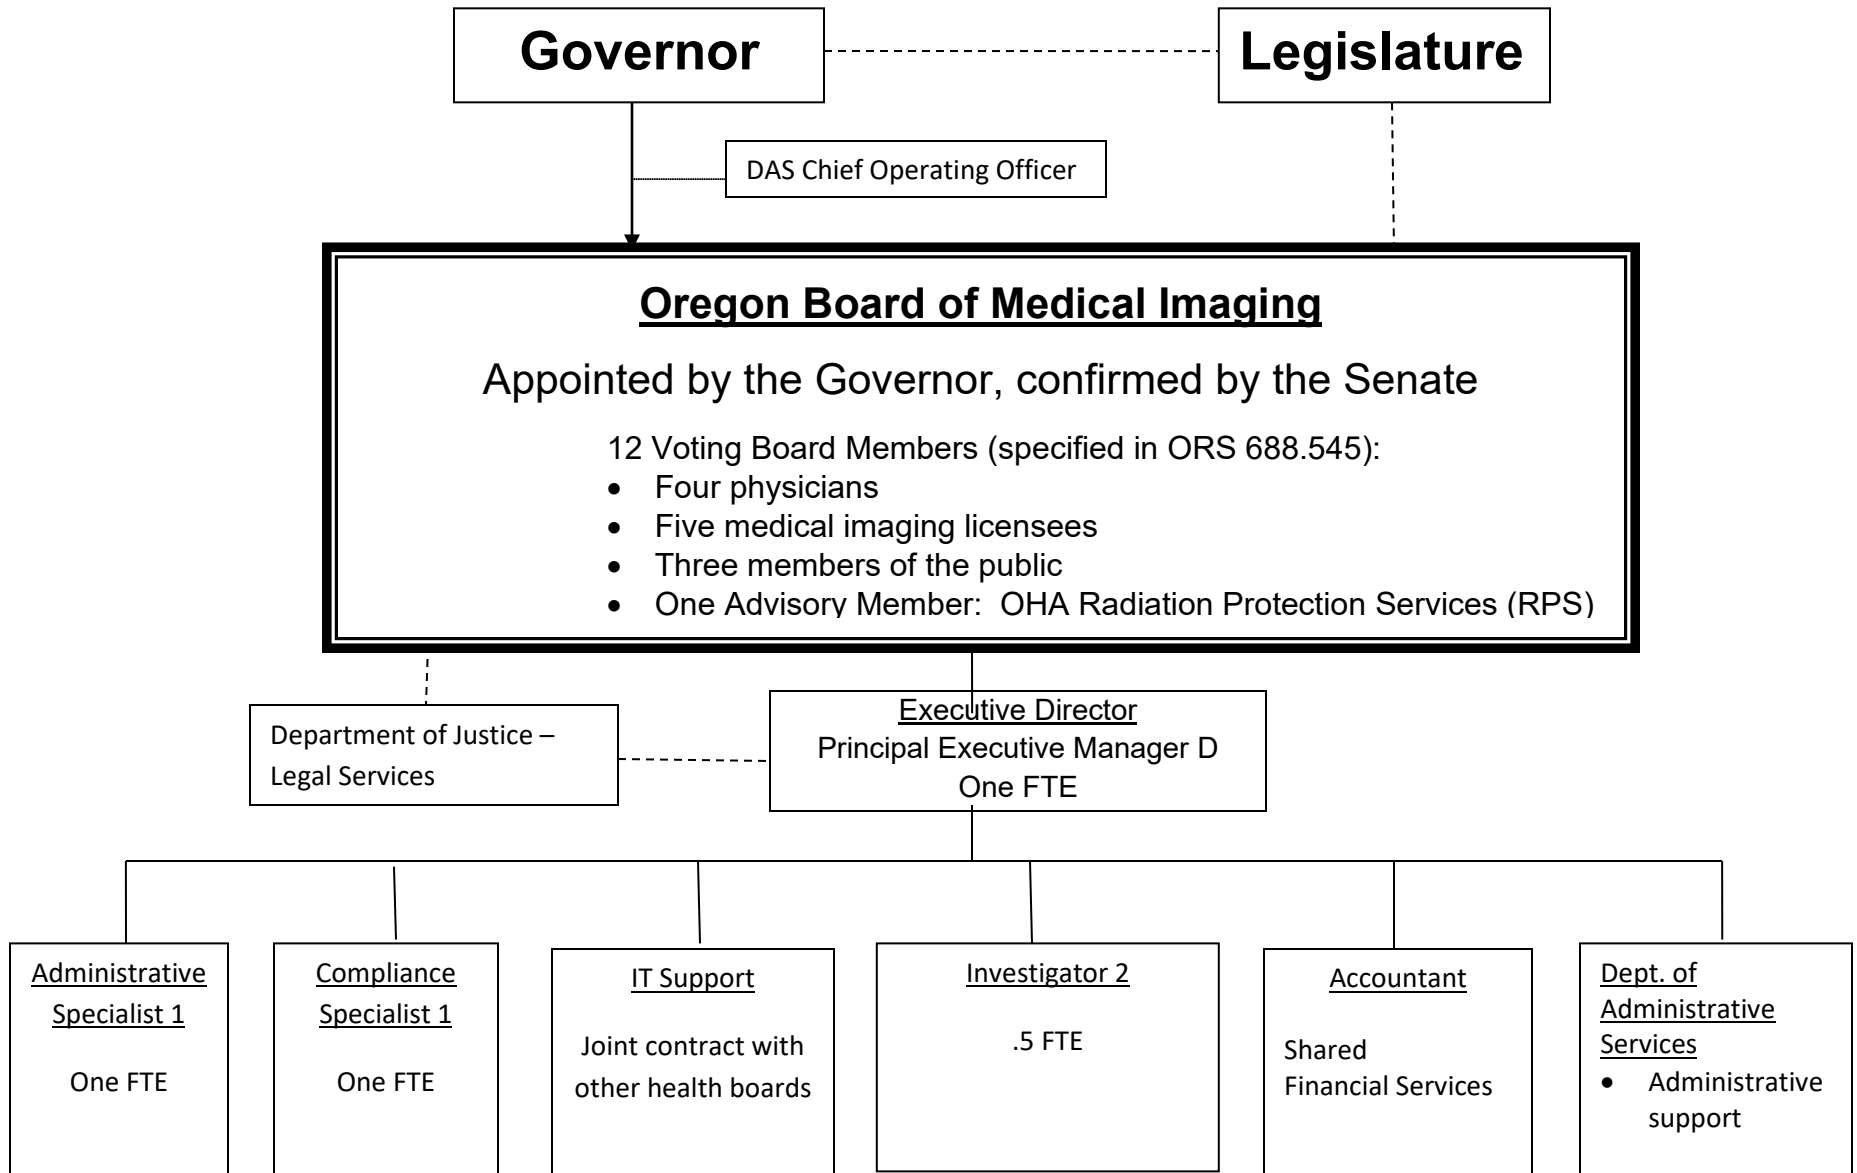 Governor
Legislature
DAS Chief Operating Officer
Oregon Board of Medical Imaging
Appointed by the Governor, confirmed by the Senate
12 Voting Board Members (specified in ORS 688.545):
• Four physicians
• Five medical imaging licensees
• Three members of the public
• One Advisory Member: OHA Radiation Protection Services (RPS)
Department of Justice –
Legal Services
Executive Director
Principal Executive Manager D
One FTE
Administrative
Specialist 1
One FTE
Compliance
Specialist 1
One FTE
IT Support
Joint contract with
other health boards
Investigator 2
.5 FTE
Accountant
Shared
Financial Services
Dept. of
Administrative
Services
• Administrative
support